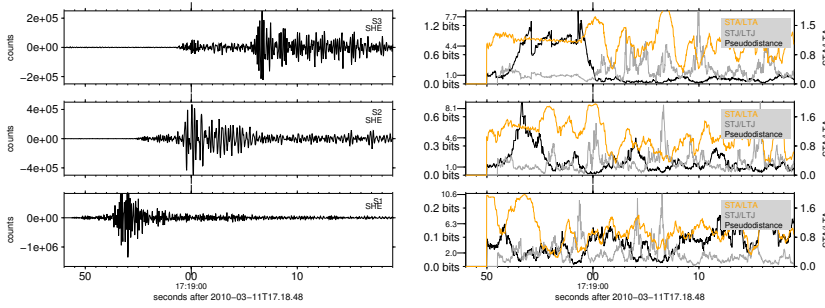 2e+05
0e+00
−2e+05
counts
S3
SHE
4e+05
0e+00
−4e+05
counts
S2
SHE
0e+00
−1e+06
counts
S1
SHE
50
00
10
17:19:00
seconds after 2010−03−11T17.18.48
7.7
1.2 bits
4.4
0.6 bits
1.0
0.0 bits
STA/LTA
STJ/LTJ
Pseudodistance
1.5
1.0
0.5
0.0
STA/LTA
8.1
0.6 bits
4.6
0.3 bits
1.0
0.0 bits
STA/LTA
STJ/LTJ
Pseudodistance
1.8
1.2
0.6
0.0
STA/LTA
10.6
0.2 bits
6.3
0.1 bits
2.0
0.0 bits
STA/LTA
STJ/LTJ
Pseudodistance
1.6
0.8
0.0
STA/LTA
50
00
10
17:19:00
seconds after 2010−03−11T17.18.48